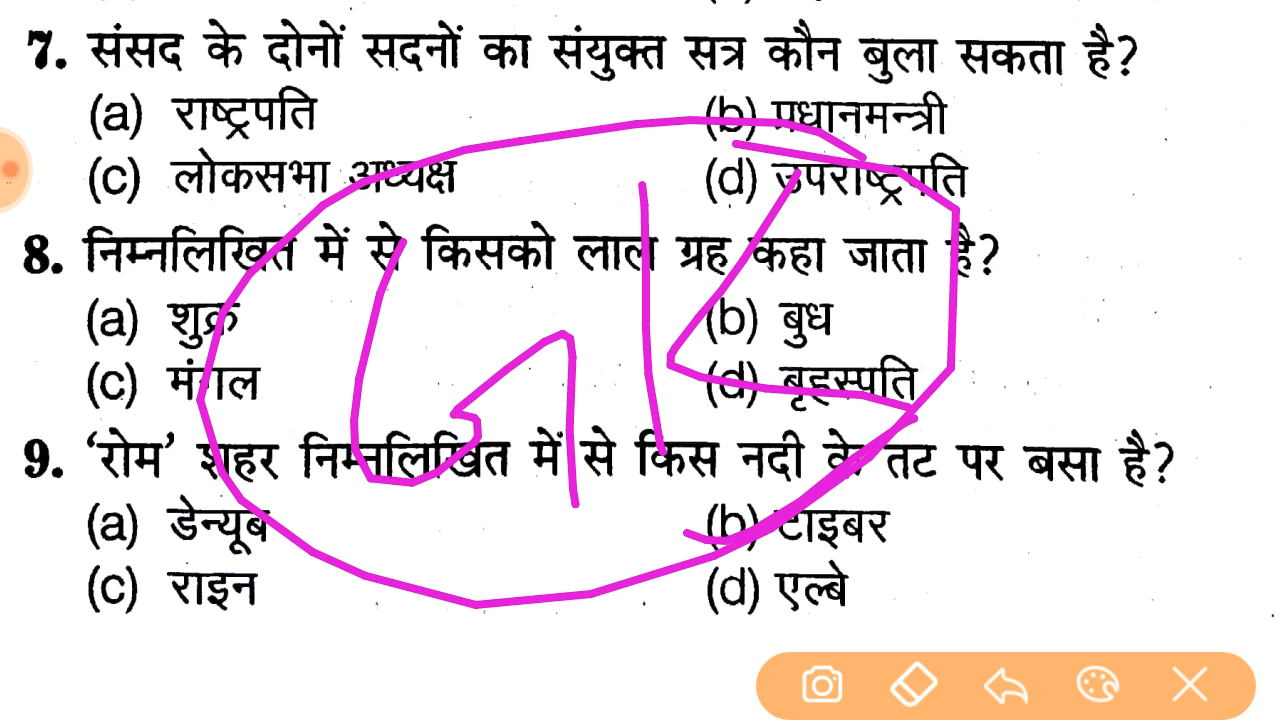 7. संसद के दोनों सदनों का संयुक्त सत्र कौन बुला सकता है?
(a) राष्ट्रपति (b) प्रधानमन्त्री
(c) लोकसभा अध्यक्ष (d) उपराष्ट्रपति
8. निम्नलिखित में से किसको लाल ग्रह कहा जाता है?
(a) शुक्र (b) बुध
(c) मंगल (d) बृहस्पति
9. ‘रोम’ शहर निम्नलिखित में से किस नदी के तट पर बसा है?
(a) डेन्यूब (b) टाइबर
(c) राइन (d) एल्बे
GK